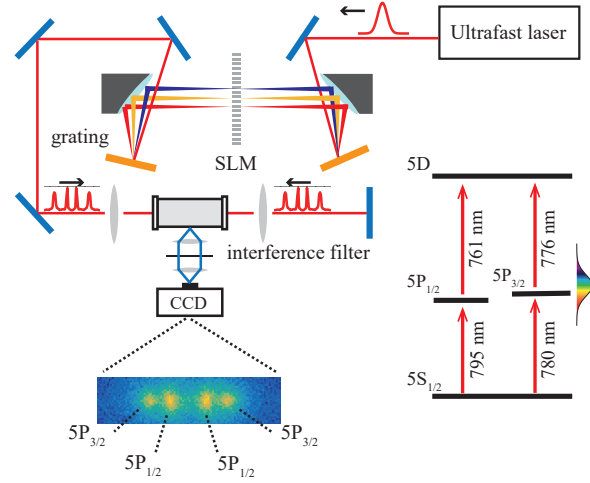 Ultrafast laser
grating
SLM
interference filter
CCD
5P3/2
5P1/2
5P1/2
5P3/2
5D
761 nm
776 nm
5P1/2
5P3/2
795 nm
780 nm
5S1/2